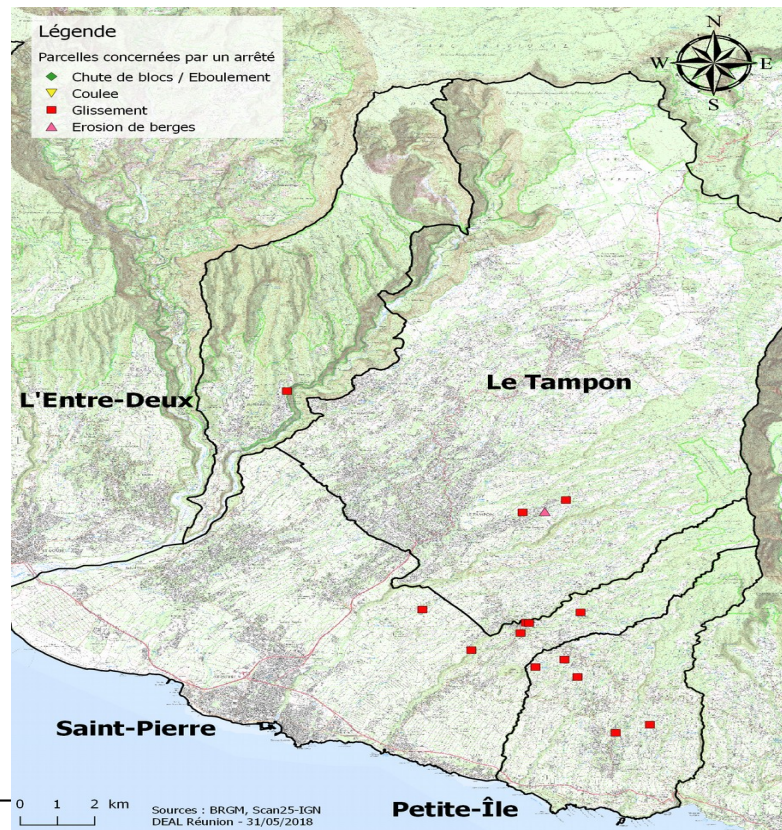 Légende
Parcelles concernées par un arrêté
Chute de blocs / Eboulement
Coulee
Glissement
Erosion de berges
N
W E
S
L'Entre-Deux
Le Tampon
Saint-Pierre
Petite-Île
0 1 2 km
Sources : BRGM, Scan25-IGN
DEAL Réunion - 31/05/2018